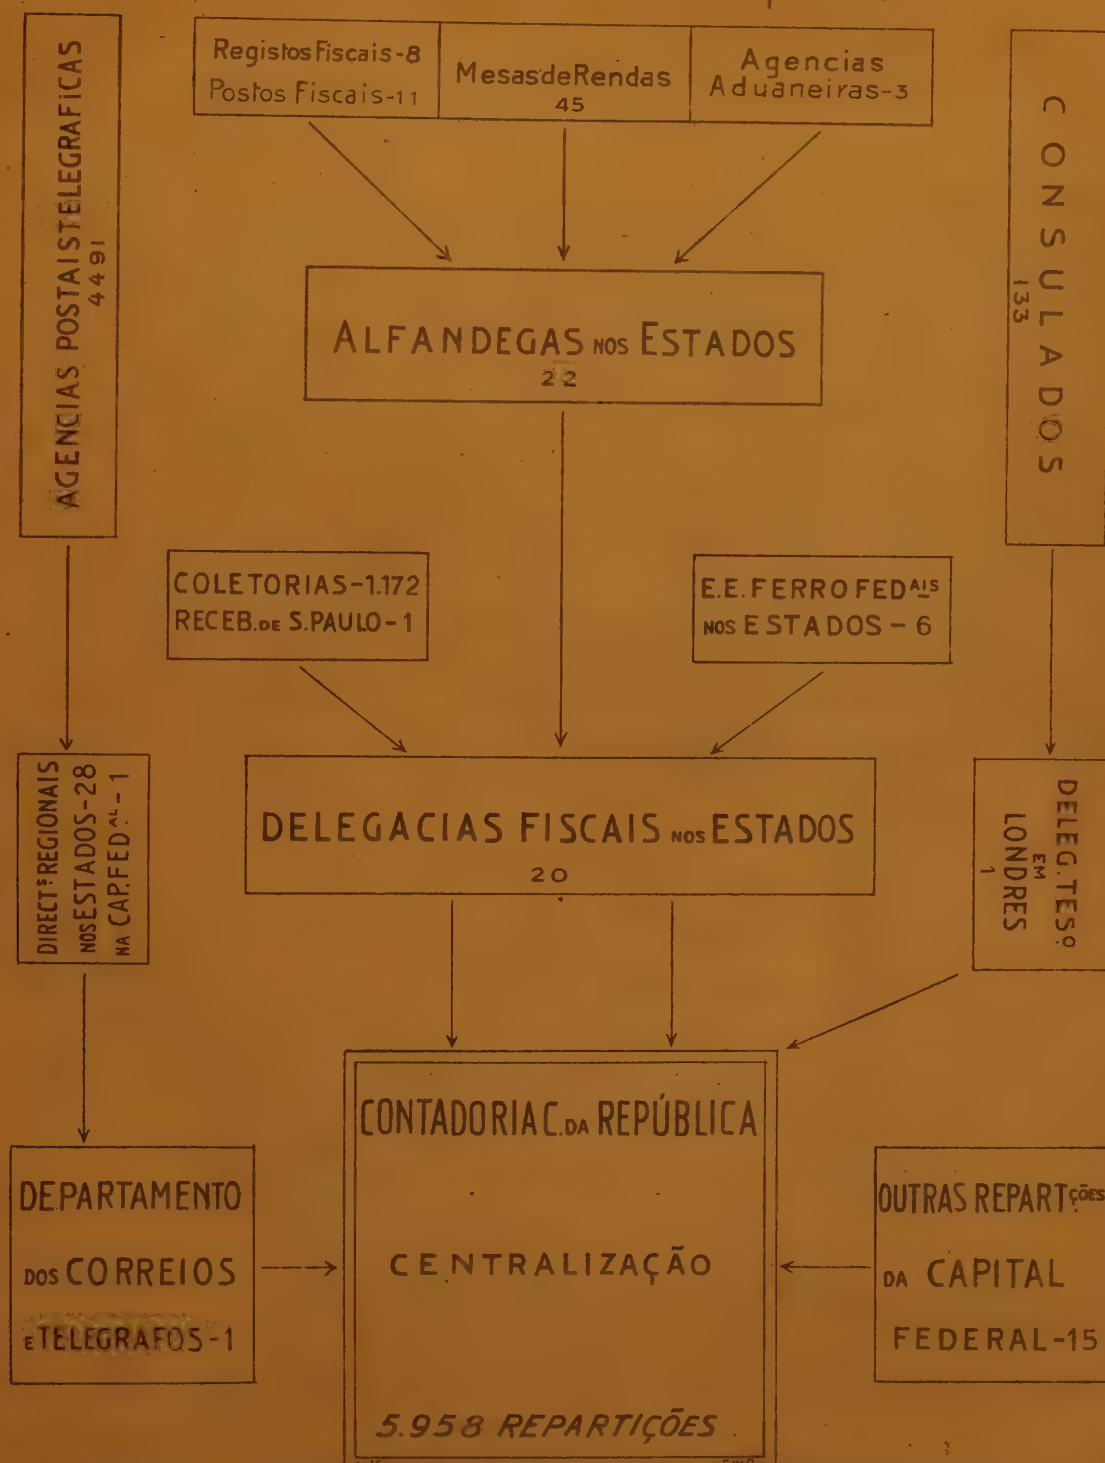 AGENCIAS POSTAIS TELEGRAFICAS
4491
Registos Fiscais-8
Postos Fiscais-11
Mesas de Rendas
45
Agencias
Aduaneiras-3
CONSULADOS
133
ALFANDEGAS NOS ESTADOS
22
COLETORIAS-1.172
RECEB. DE S. PAULO-1
E.E. FERRO FEDAIS
NOS ESTADOS-6
DIRECTS REGIONAIS
NOS ESTADOS-28
NA CAP. FED.AL-1
DELEGACIAS FISCAIS NOS ESTADOS
20
DELEG. TESO.
EM
LONDRES
1
DEPARTAMENTO
DOS CORREIOS
E TELEGRAFOS-1
CONTADORIA C. DA REPÚBLICA
CENTRALIZAÇÃO
5.958 REPARTIÇÕES
OUTRAS REPARTÇÕES
DA CAPITAL
FEDERAL-15